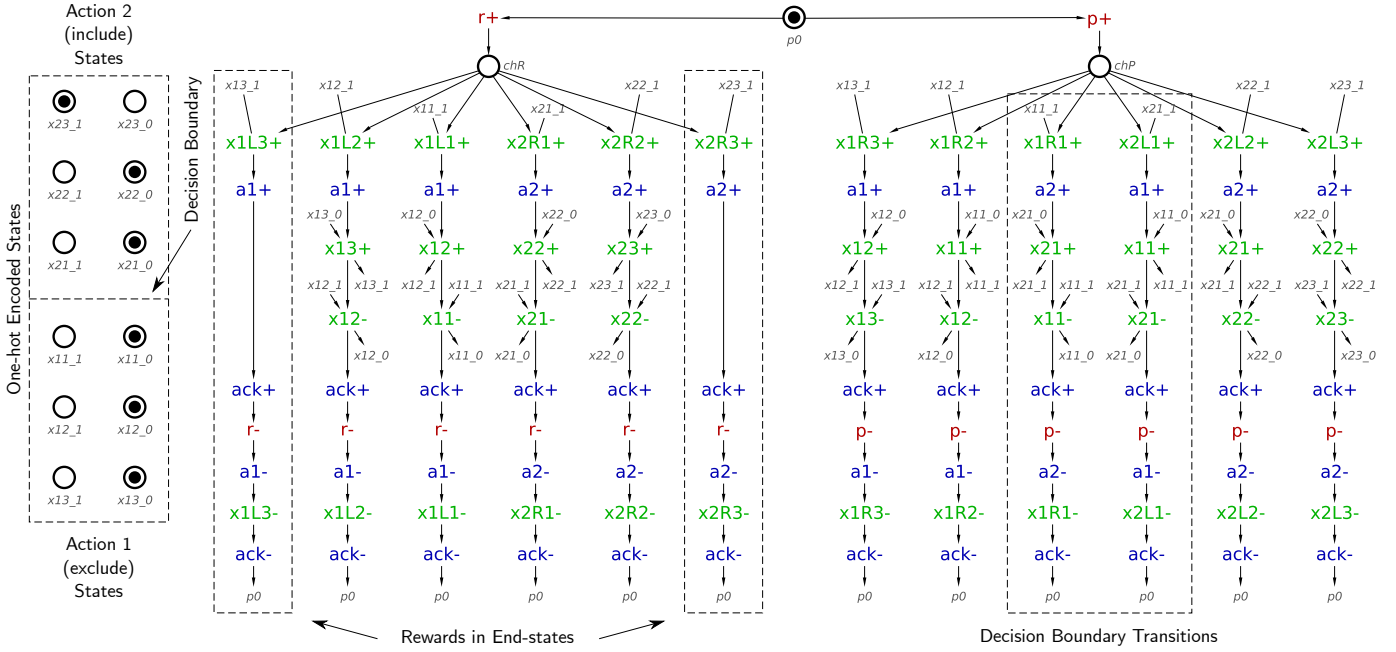 Action 2
(include)
States
r+
p0
p+
chR
chP
Decision Boundary
One-hot Encoded States
x23_1 x23_0
x22_1 x22_0
x21_1 x21_0
x11_1 x11_0
x12_1 x12_0
x13_1 x13_0
Action 1
(exclude)
States
x13_1 x12_1 x11_1 x21_1 x22_1 x23_1 x13_1 x12_1 x11_1 x21_1 x22_1 x23_1
x1L3+ x1L2+ x1L1+ x2R1+ x2R2+ x2R3+ x1R3+ x1R2+ x1R1+ x2L1+ x2L2+ x2L3+
a1+ a1+ a1+ a2+ a2+ a2+ a1+ a1+ a1+ a1+ a2+ a2+
x13_0 x12_0 x22_0 x23_0 x12_0 x11_0 x21_0 x11_0 x21_0 x22_0
x13+ x12+ x22+ x23+ x12+ x11+ x21+ x11+ x21+ x22+
x12_1 x13_1 x12_1 x11_1 x21_1 x22_1 x23_1 x22_1 x12_1 x13_1 x12_1 x11_1 x21_1 x11_1 x21_1 x11_1 x21_1 x22_1 x23_1 x22_1
x12- x11- x21- x22- x13- x12- x11- x21- x22- x23-
x12_0 x11_0 x21_0 x22_0 x13_0 x12_0 x11_0 x21_0 x22_0 x23_0
ack+ ack+ ack+ ack+ ack+ ack+ ack+ ack+ ack+ ack+ ack+ ack+
r- r- r- r- r- r- p- p- p- p- p- p-
a1- a1- a1- a2- a2- a2- a1- a1- a2- a1- a2- a2-
x1L3- x1L2- x1L1- x2R1- x2R2- x2R3- x1R3- x1R2- x1R1- x2L1- x2L2- x2L3-
ack- ack- ack- ack- ack- ack- ack- ack- ack- ack- ack- ack-
p0 p0 p0 p0 p0 p0 p0 p0 p0 p0 p0 p0
Rewards in End-states
Decision Boundary Transitions